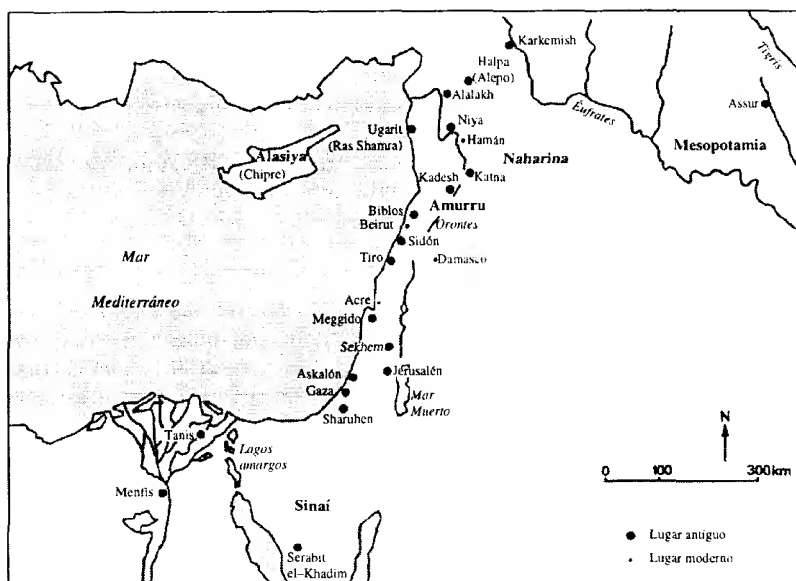 Karkemish
Halpa
(Alepo)
Tigris
Alalakh
Éufrates
Assur
Ugarit
(Ras Shamra)
Niya
Hamán
Mesopotamia
Alasiya
(Chipre)
Naharina
Kadesh
Katna
Amurru
Biblos
Beirut
Orontes
Sidón
Mar
Mediterráneo
Tiro
Damasco
Acre
Meggido
Sekhem
Askalón
Jerusalén
Gaza
Mar
Muerto
Sharuhen
Tanis
Lagos
amargos
N
0 100 300 km
Menfis
Sinaí
Serabit
el-Khadim
Lugar antiguo
Lugar moderno